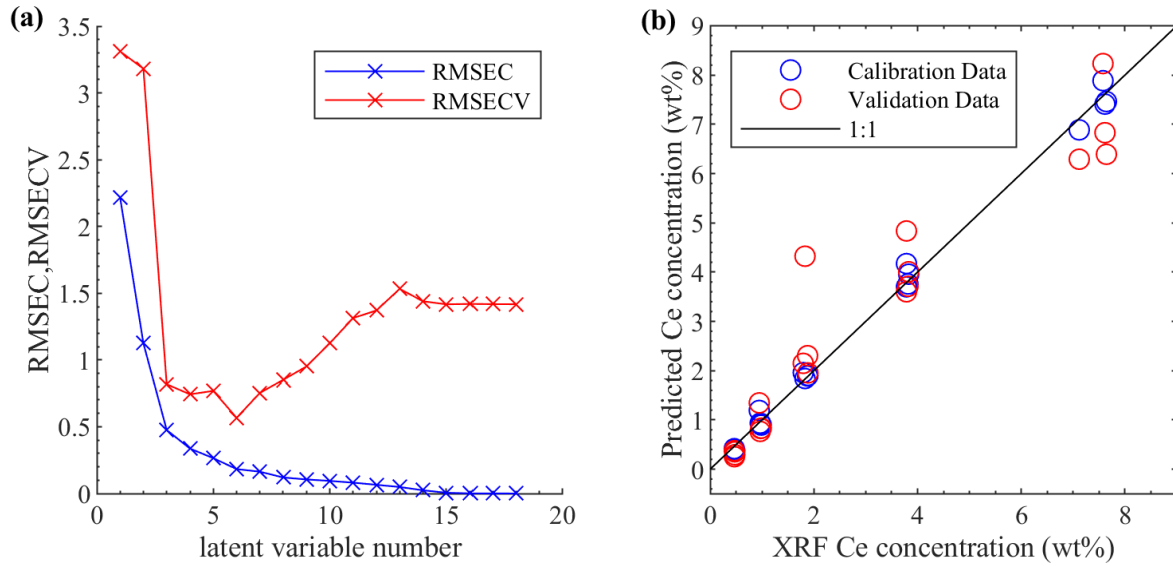 (a)
3.5
3
2.5
2
1.5
1
0.5
0
RMSEC,RMSECV
RMSEC
RMSECV
0
5
10
15
20
latent variable number
(b)
9
8
7
6
5
4
3
2
1
0
Predicted Ce concentration (wt%)
Calibration Data
Validation Data
1:1
0
2
4
6
8
XRF Ce concentration (wt%)